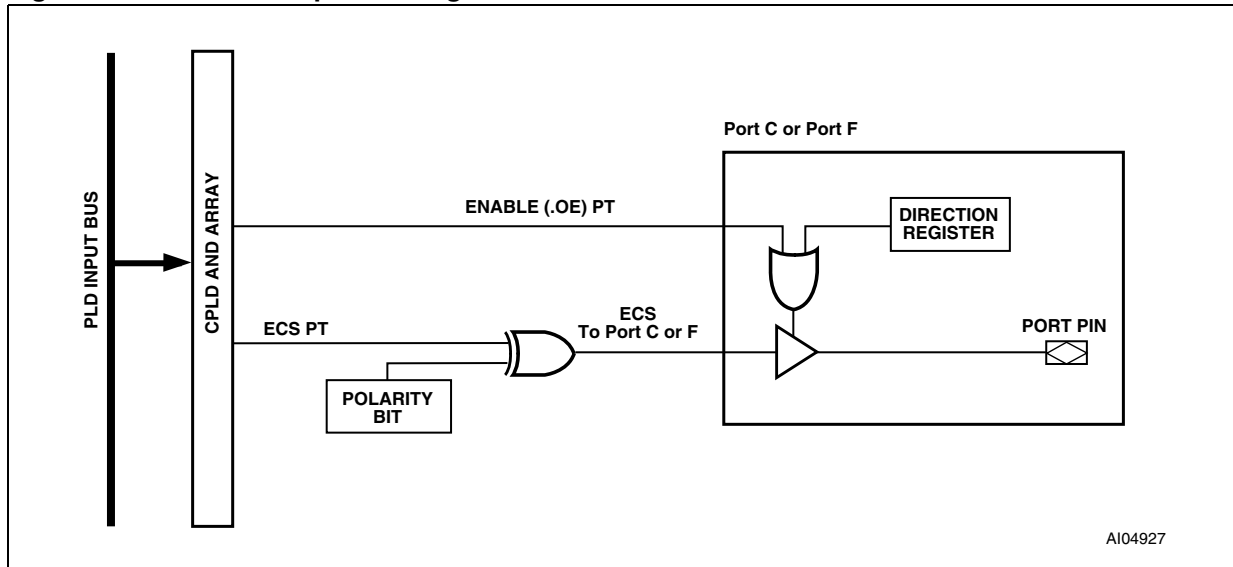 Port C or Port F
PLD INPUT BUS
CPLD AND ARRAY
ENABLE (.OE) PT
DIRECTION
REGISTER
ECS PT
ECS
To Port C or F
PORT PIN
POLARITY
BIT
AI04927